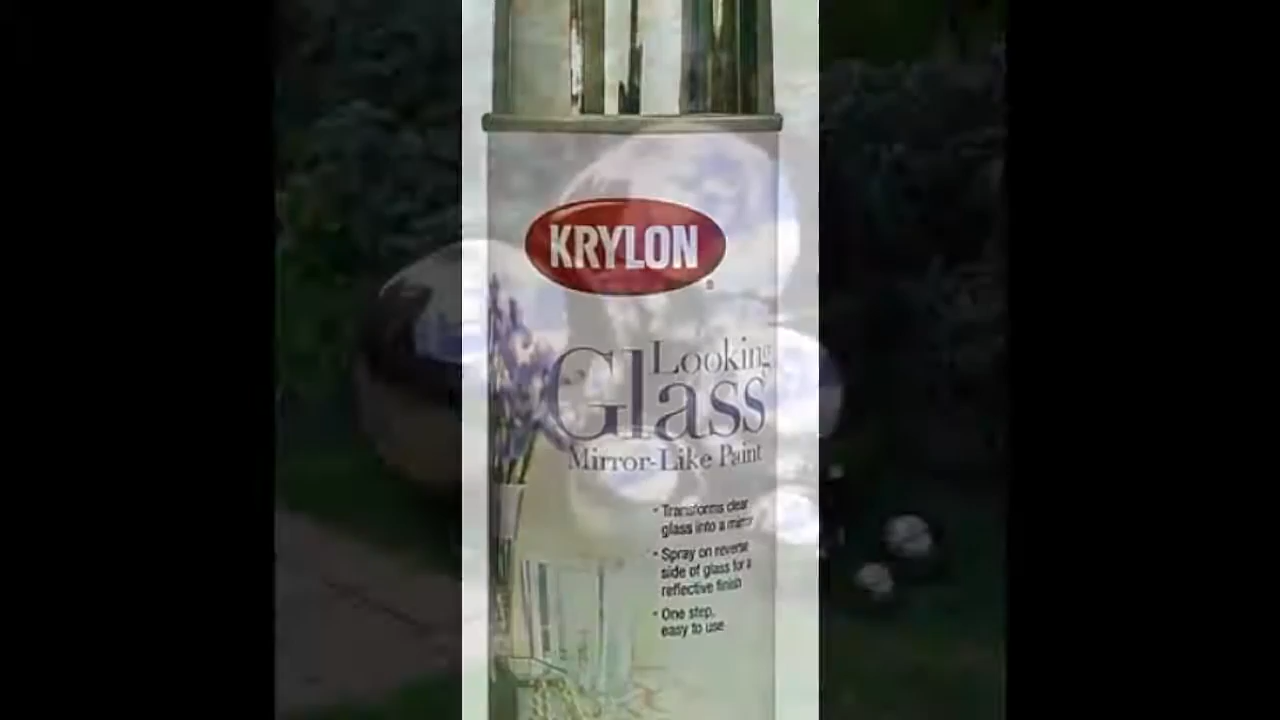 KRYLON
®
Looking
Glass
Mirror-Like Paint
• Transforms clear
glass into a mirror
• Spray on reverse
side of glass for a
reflective finish
• One step,
easy to use